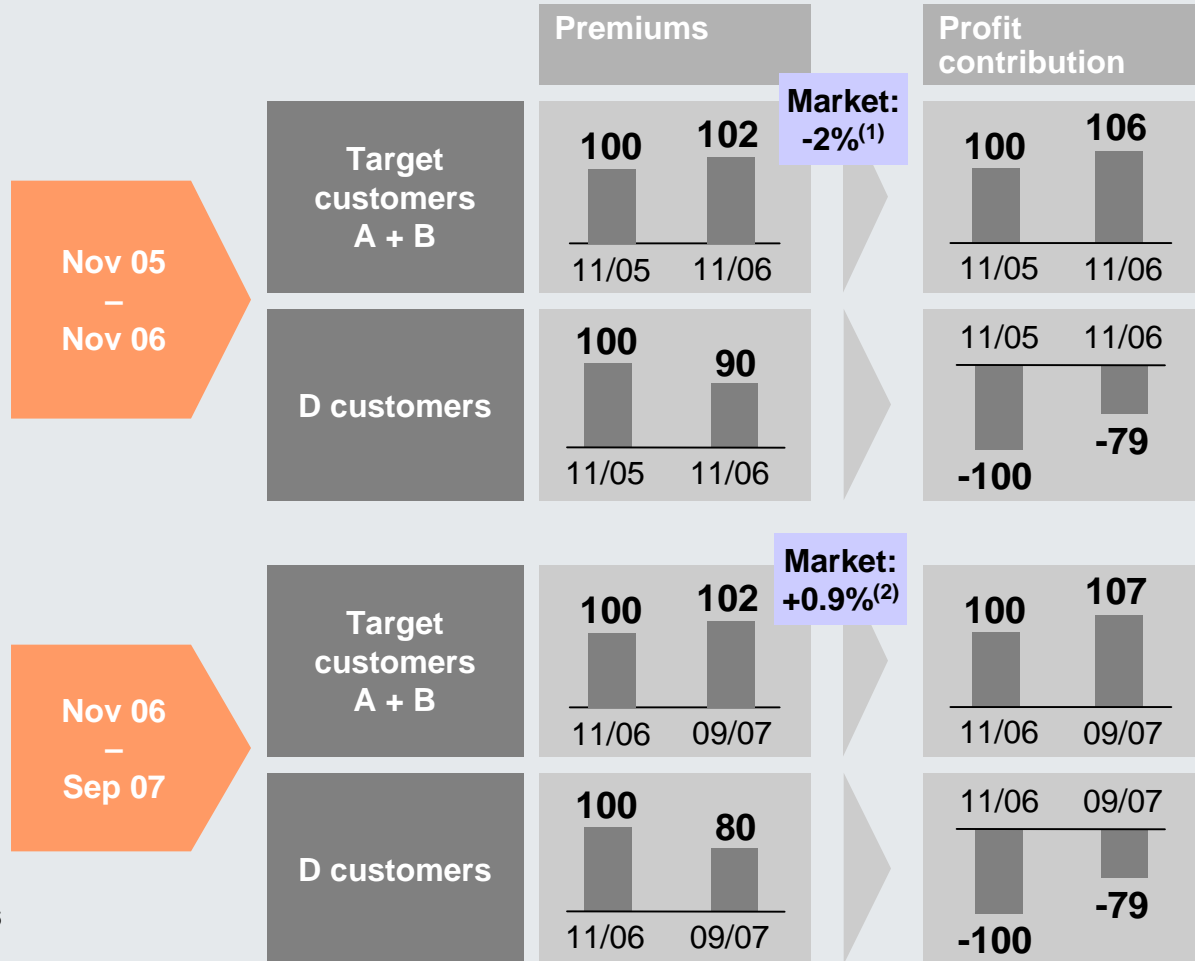 Premiums
Profit
contribution
Market:
-2%(1)
Nov 05
–
Nov 06
Target
customers
A + B
100 102
11/05 11/06
100 106
11/05 11/06
D customers
100 90
11/05 11/06
11/05 11/06
-100 -79
Market:
+0.9%(2)
Nov 06
–
Sep 07
Target
customers
A + B
100 102
11/06 09/07
100 107
11/06 09/07
D customers
100 80
11/06 09/07
11/06 09/07
-100 -79